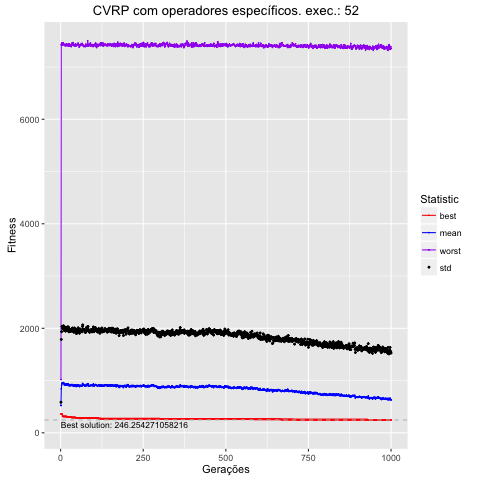 CVRP com operadores específicos. exec.: 52
Fitness
6000
4000
2000
0
Best solution: 246.254271058216
0
250
500
750
1000
Gerações
Statistic
best
mean
worst
std